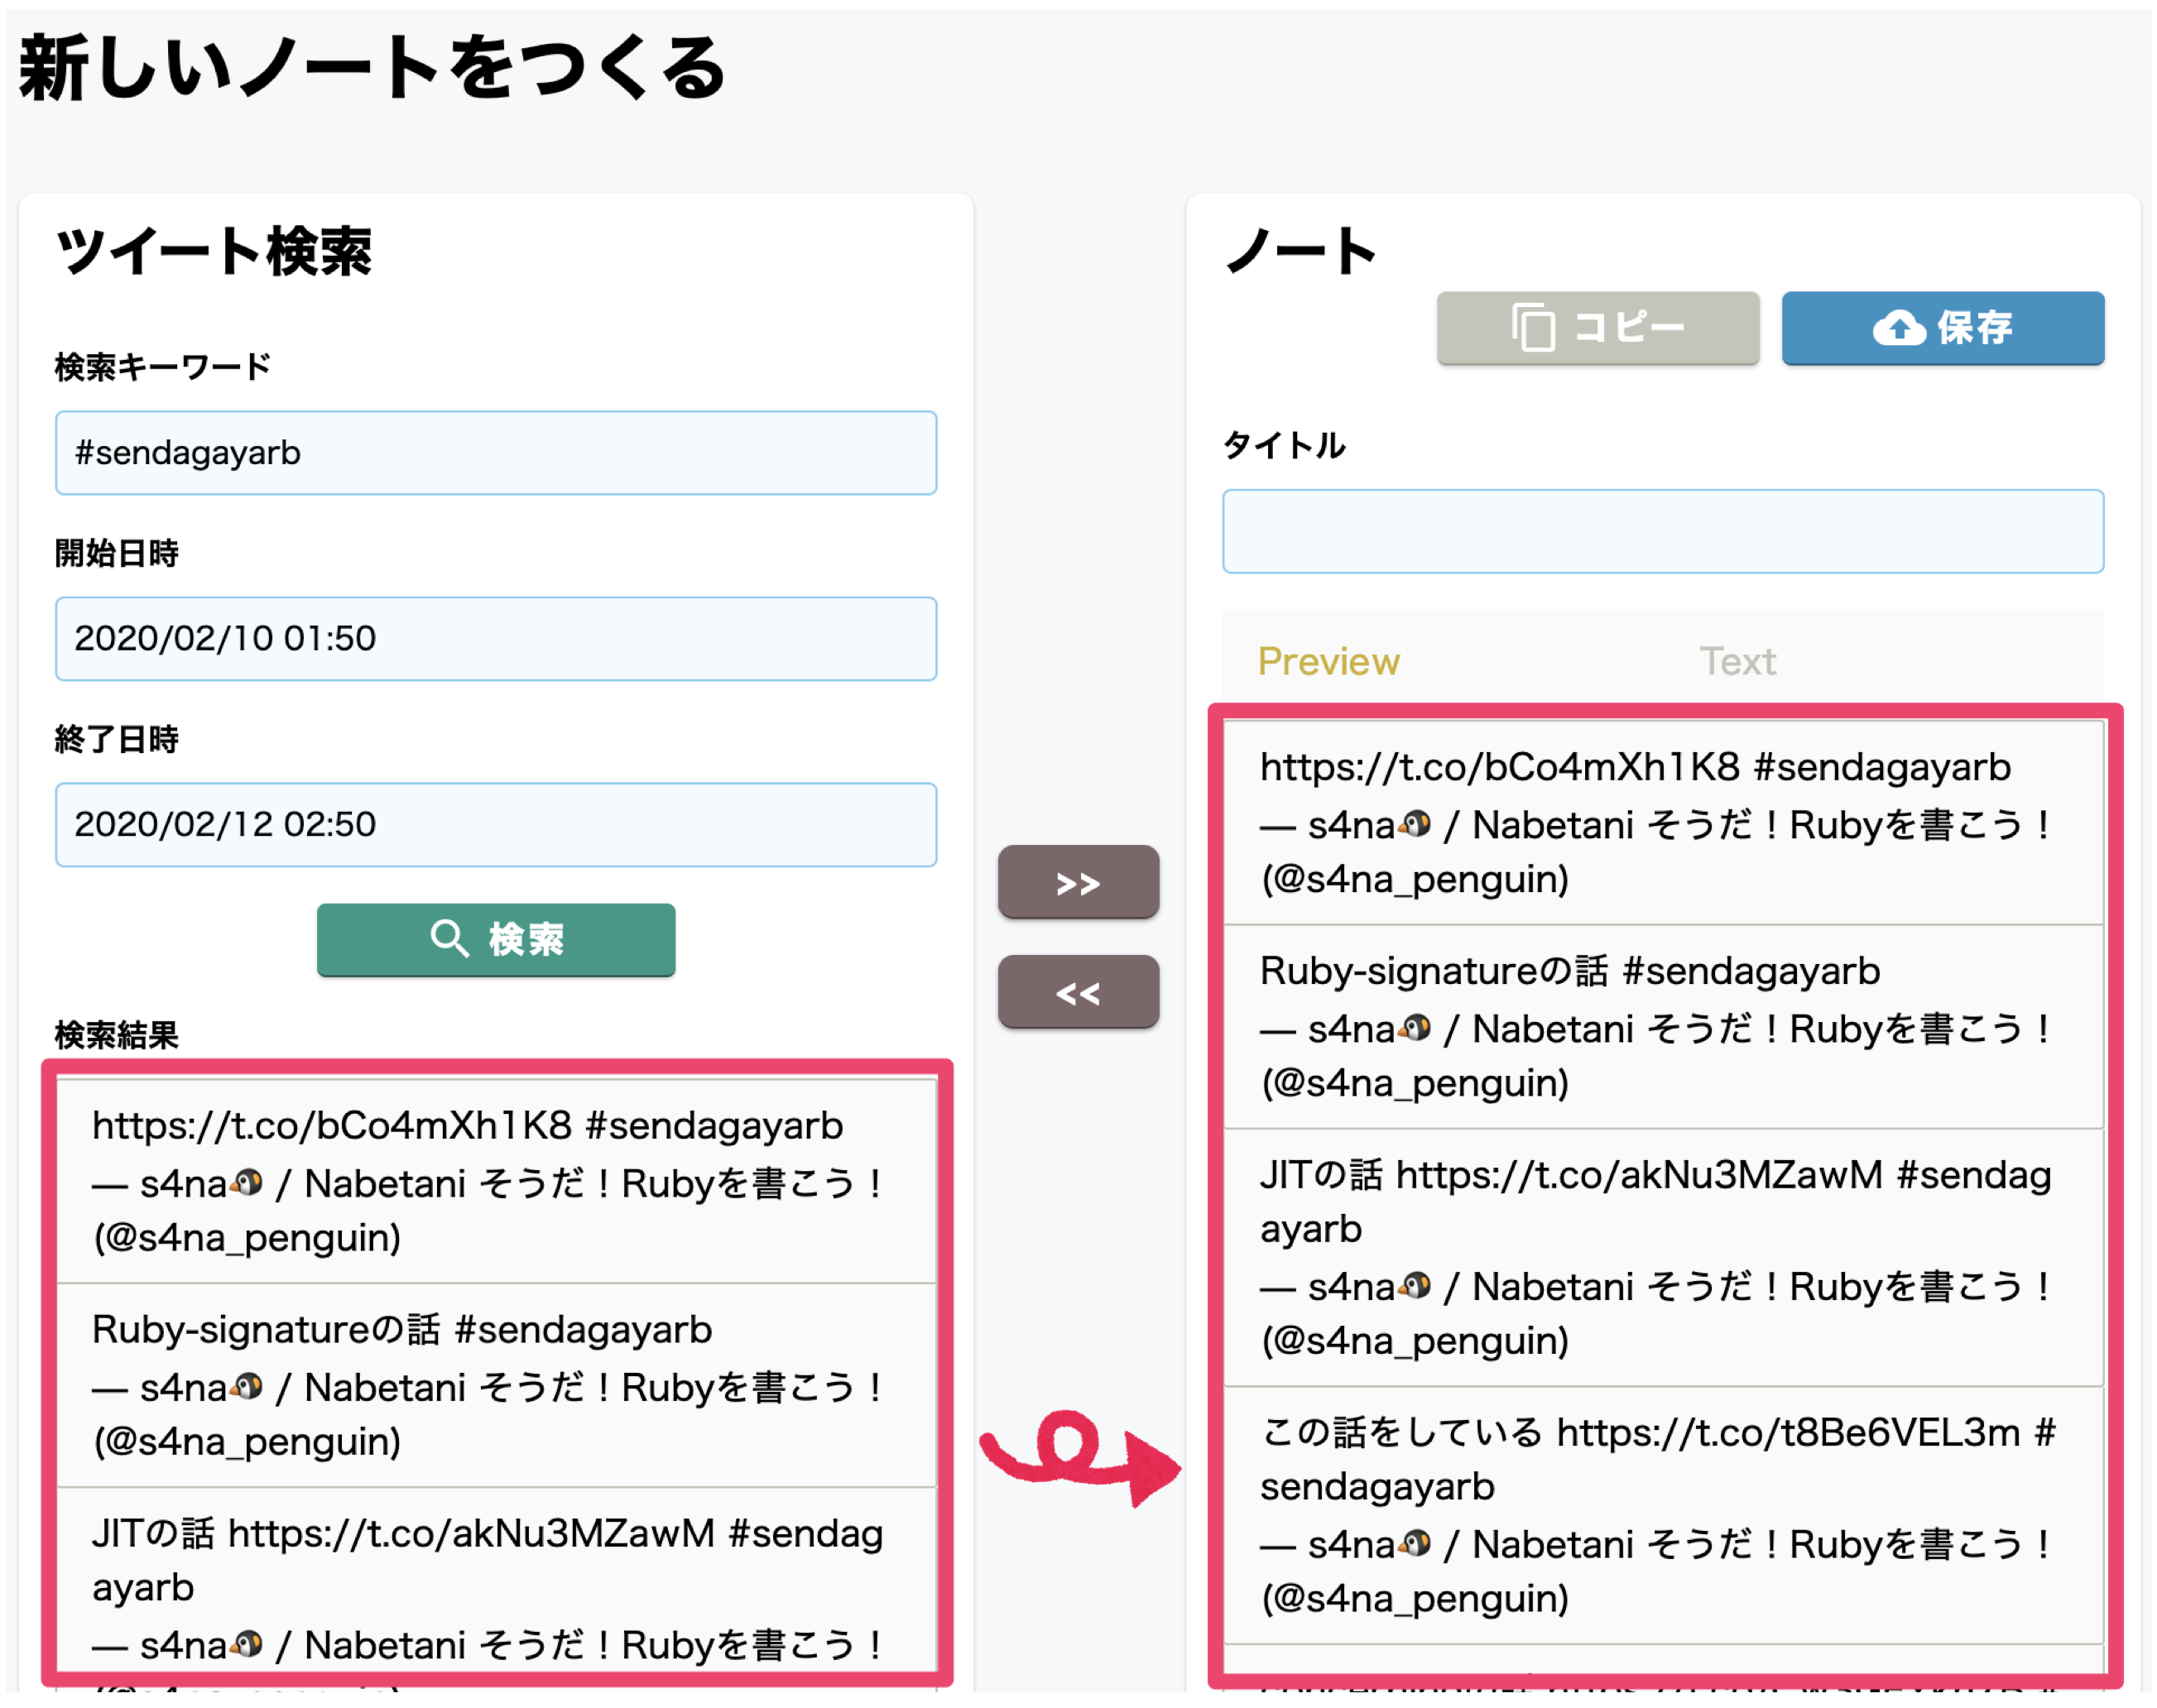 新しいノートをつくる
ツイート検索
検索キーワード
#sendagayarb
開始日時
2020/02/10 01:50
終了日時
2020/02/12 02:50
検索
検索結果
https://t.co/bCo4mXh1K8 #sendagayarb
— s4na🐧 / Nabetani そうだ！Rubyを書こう！
(@s4na_penguin)
Ruby-signatureの話 #sendagayarb
— s4na🐧 / Nabetani そうだ！Rubyを書こう！
(@s4na_penguin)
JITの話 https://t.co/akNu3MZawM #sendag
ayarb
— s4na🐧 / Nabetani そうだ！Rubyを書こう！
>>
<<
ノート
コピー
保存
タイトル
Preview
Text
https://t.co/bCo4mXh1K8 #sendagayarb
— s4na🐧 / Nabetani そうだ！Rubyを書こう！
(@s4na_penguin)
Ruby-signatureの話 #sendagayarb
— s4na🐧 / Nabetani そうだ！Rubyを書こう！
(@s4na_penguin)
JITの話 https://t.co/akNu3MZawM #sendag
ayarb
— s4na🐧 / Nabetani そうだ！Rubyを書こう！
(@s4na_penguin)
この話をしている https://t.co/t8Be6VEL3m #
sendagayarb
— s4na🐧 / Nabetani そうだ！Rubyを書こう！
(@s4na_penguin)